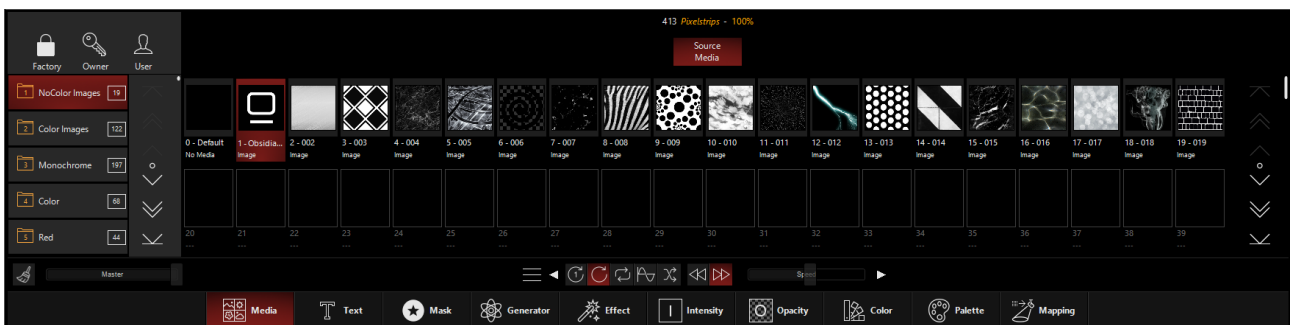 413 Pixelstrips - 100%
Factory Owner User
Source
Media
1 NoColor Images 19
2 Color Images 122
3 Monochrome 197
4 Color 68
5 Red 44
0 - Default 1 - Obsidia... 2 - 002 3 - 003 4 - 004 5 - 005 6 - 006 7 - 007 8 - 008 9 - 009 10 - 010 11 - 011 12 - 012 13 - 013 14 - 014 15 - 015 16 - 016 17 - 017 18 - 018 19 - 019
No Media Image Image Image Image Image Image Image Image Image Image Image Image Image Image Image Image Image Image Image
20 21 22 23 24 25 26 27 28 29 30 31 32 33 34 35 36 37 38 39
--- --- --- --- --- --- --- --- --- --- --- --- --- --- --- --- --- --- --- ---
Master 1 Speed
Media Text Mask Generator Effect Intensity Opacity Color Palette Mapping